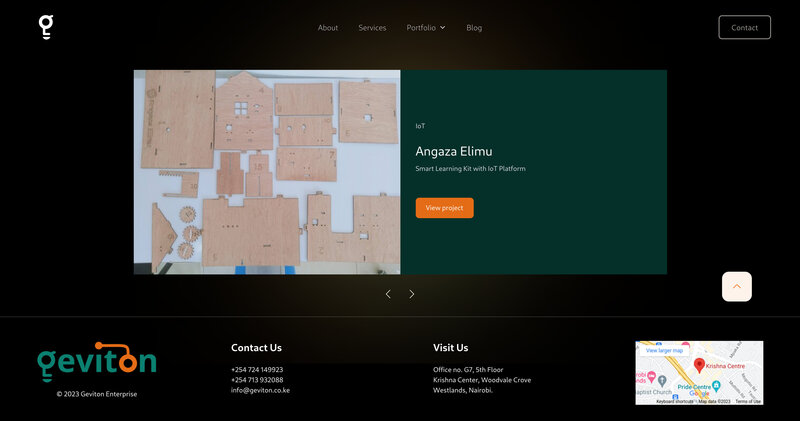 g
About
Services
Portfolio
Blog
Contact
IoT
Angaza Elimu
Smart Learning Kit with IoT Platform
View project
geviton
© 2023 Geviton Enterprise
Contact Us
+254 724 149923
+254 713 932088
info@geviton.co.ke
Visit Us
Office no. G7, 5th Floor
Krishna Center, Woodvale Crove
Westlands, Nairobi.
View larger map
Krishna Centre
Pride Centre
Baptist Church
Google
Keyboard shortcuts
Map data ©2023
Terms of Use